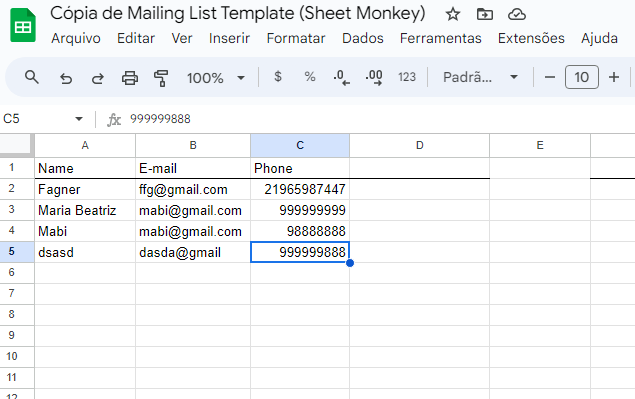 Cópia de Mailing List Template (Sheet Monkey)
Arquivo Editar Ver Inserir Formatar Dados Ferramentas Extensões Ajuda
100% $ % .0 .00 123 Padrã... 10
C5 fx 999999888
A B C D E
1 Name E-mail Phone
2 Fagner ffg@gmail.com 21965987447
3 Maria Beatriz mabi@gmail.com 999999999
4 Mabi mabi@gmail.com 98888888
5 dsasd dasda@gmail 999999888
6
7
8
9
10
11
12